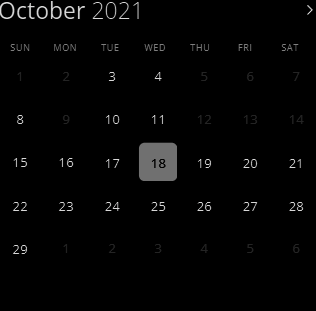 October 2021
SUN MON TUE WED THU FRI SAT
1 2 3 4 5 6 7
8 9 10 11 12 13 14
15 16 17 18 19 20 21
22 23 24 25 26 27 28
29 1 2 3 4 5 6